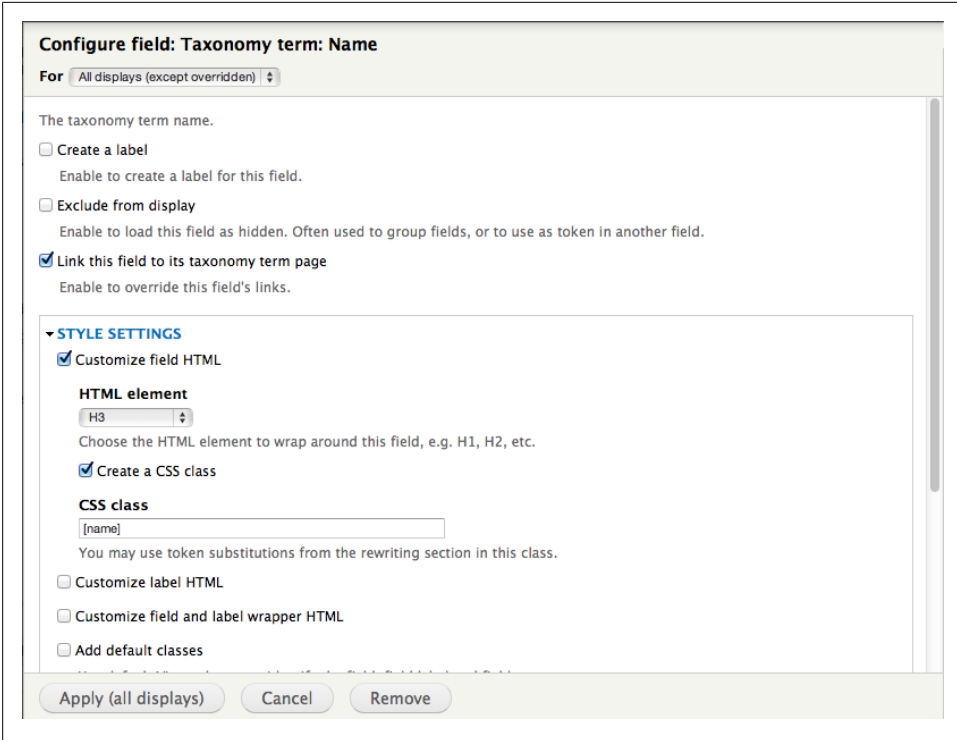 Configure field: Taxonomy term: Name
For All displays (except overridden)
The taxonomy term name.
Create a label
Enable to create a label for this field.
Exclude from display
Enable to load this field as hidden. Often used to group fields, or to use as token in another field.
Link this field to its taxonomy term page
Enable to override this field's links.
STYLE SETTINGS
Customize field HTML
HTML element
H3
Choose the HTML element to wrap around this field, e.g. H1, H2, etc.
Create a CSS class
CSS class
[name]
You may use token substitutions from the rewriting section in this class.
Customize label HTML
Customize field and label wrapper HTML
Add default classes
Apply (all displays) Cancel Remove